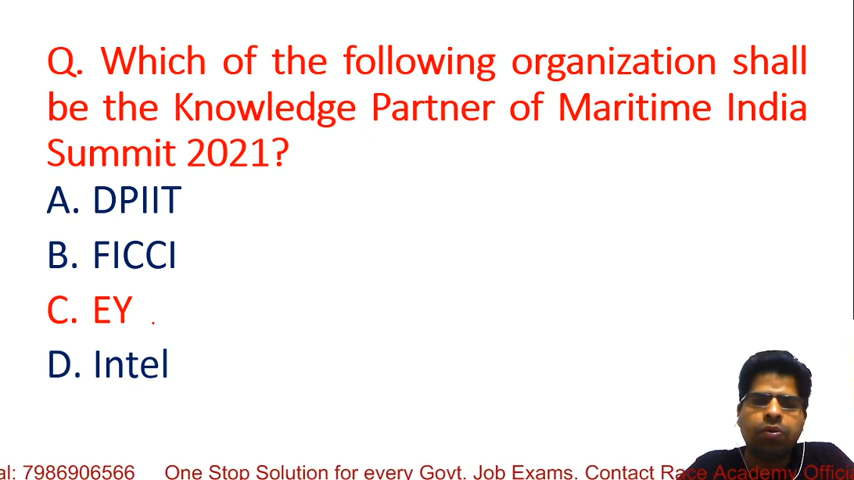 Q. Which of the following organization shall
be the Knowledge Partner of Maritime India
Summit 2021?
A. DPIIT
B. FICCI
C. EY
D. Intel
al: 7986906566 One Stop Solution for every Govt. Job Exams. Contact Race Academy Official